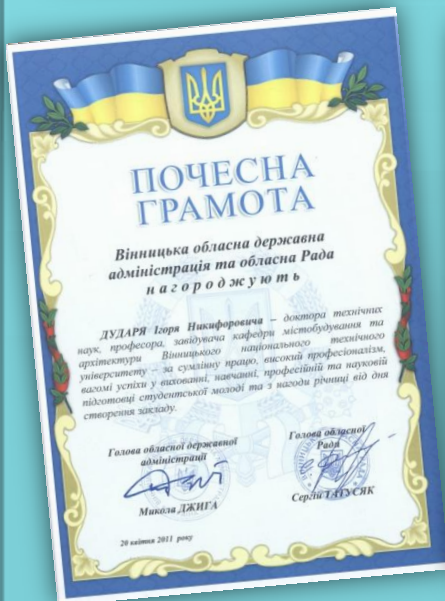 ПОЧЕСНА
ГРАМОТА
Вінницька обласна державна
адміністрація та обласна Рада
нагороджують
ДУДАРЯ Ігоря Никифоровича – доктора технічних
наук, професора, завідувача кафедри містобудування та
архітектури Вінницького національного технічного
університету – за сумлінну працю, високий професіоналізм,
вагомі успіхи у вихованні, навчанні, професійній та науковій
підготовці студентської молоді та з нагоди річниці від дня
створення закладу.
Голова обласної державної
адміністрації
Микола ДЖИГА
Голова обласної
Ради
Сергій ТАТУСЯК
20 квітня 2011 року